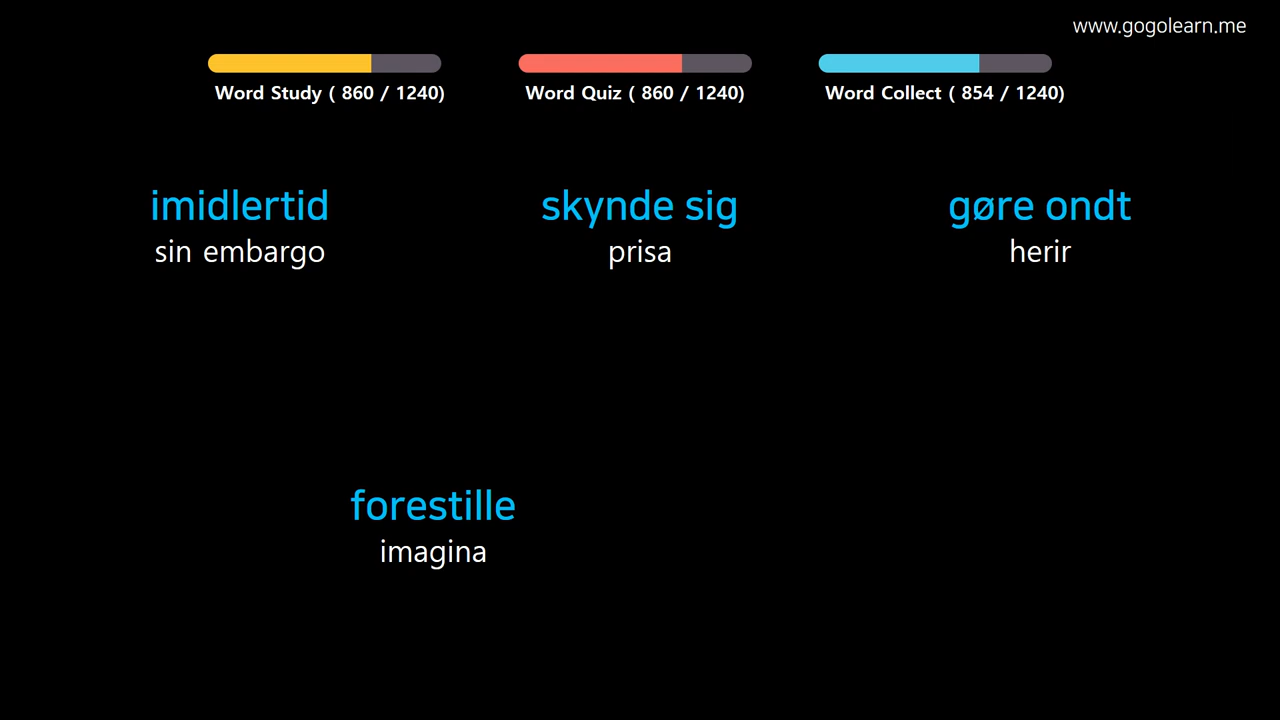 www.gogolearn.me
Word Study ( 860 / 1240)
Word Quiz ( 860 / 1240)
Word Collect ( 854 / 1240)
imidlertid
sin embargo
skynde sig
prisa
gøre ondt
herir
forestille
imagina